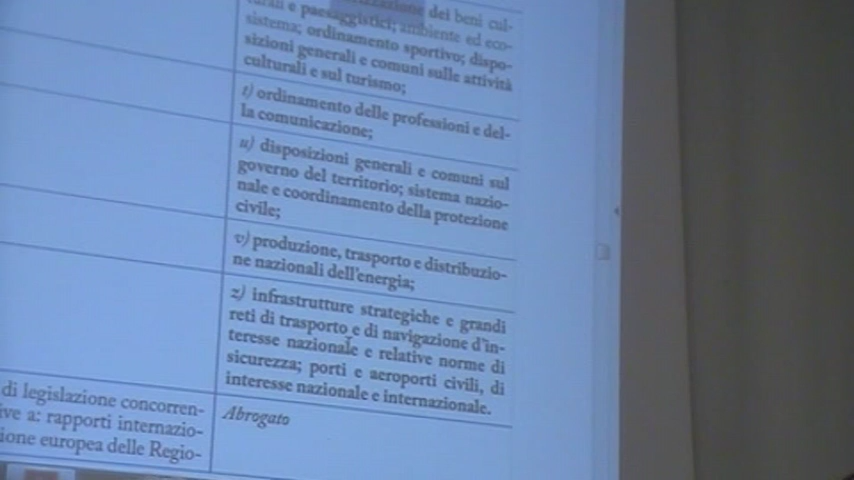 izzazione dei beni cul-
turali e paesaggistici; ambiente ed eco-
sistema; ordinamento sportivo; dispo-
sizioni generali e comuni sulle attività
culturali e sul turismo;
t) ordinamento delle professioni e del-
la comunicazione;
u) disposizioni generali e comuni sul
governo del territorio; sistema nazio-
nale e coordinamento della protezione
civile;
v) produzione, trasporto e distribuzio-
ne nazionali dell'energia;
z) infrastrutture strategiche e grandi
reti di trasporto e di navigazione d'in-
teresse nazionale e relative norme di
sicurezza; porti e aeroporti civili, di
interesse nazionale e internazionale.
di legislazione concorren-
ive a: rapporti internazio-
ione europea delle Regio-
Abrogato